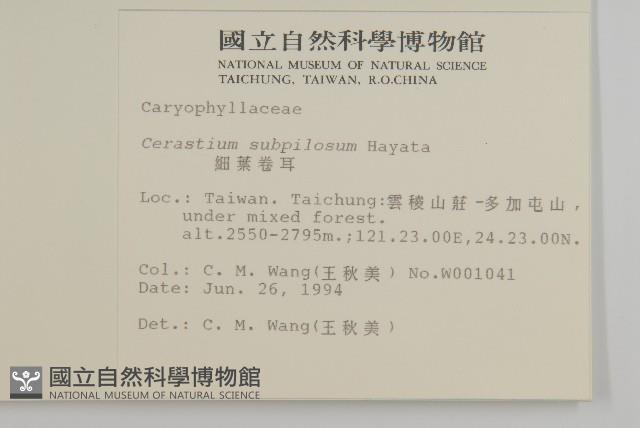 國立自然科學博物館
NATIONAL MUSEUM OF NATURAL SCIENCE
TAICHUNG, TAIWAN, R.O.CHINA
Caryophyllaceae
Cerastium subpilosum Hayata
細葉卷耳
Loc.: Taiwan. Taichung:雲稜山莊-多加屯山,
under mixed forest.
alt.2550-2795m.;121.23.00E,24.23.00N.
Col.: C. M. Wang(王秋美) No.W001041
Date: Jun. 26, 1994
Det.: C. M. Wang(王秋美)
國立自然科學博物館
NATIONAL MUSEUM OF NATURAL SCIENCE